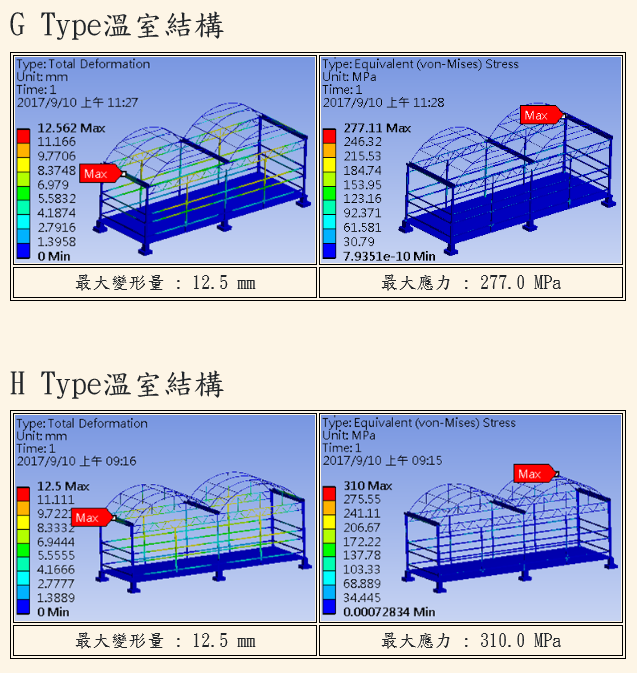 G Type溫室結構
Type: Total Deformation
Unit: mm
Time: 1
2017/9/10 上午 11:27
12.562 Max
11.166
9.7706
8.3748
6.979
5.5832
4.1874
2.7916
1.3958
0 Min
Max
Type: Equivalent (von-Mises) Stress
Unit: MPa
Time: 1
2017/9/10 上午 11:28
277.11 Max
246.32
215.53
184.74
153.95
123.16
92.371
61.581
30.79
7.9351e-10 Min
Max
最大變形量 : 12.5 mm
最大應力 : 277.0 MPa
H Type溫室結構
Type: Total Deformation
Unit: mm
Time: 1
2017/9/10 上午 09:16
12.5 Max
11.111
9.7222
8.3332
6.9444
5.5555
4.1666
2.7777
1.3889
0 Min
Max
Type: Equivalent (von-Mises) Stress
Unit: MPa
Time: 1
2017/9/10 上午 09:15
310 Max
275.55
241.11
206.67
172.22
137.78
103.33
68.889
34.445
0.00072834 Min
Max
最大變形量 : 12.5 mm
最大應力 : 310.0 MPa